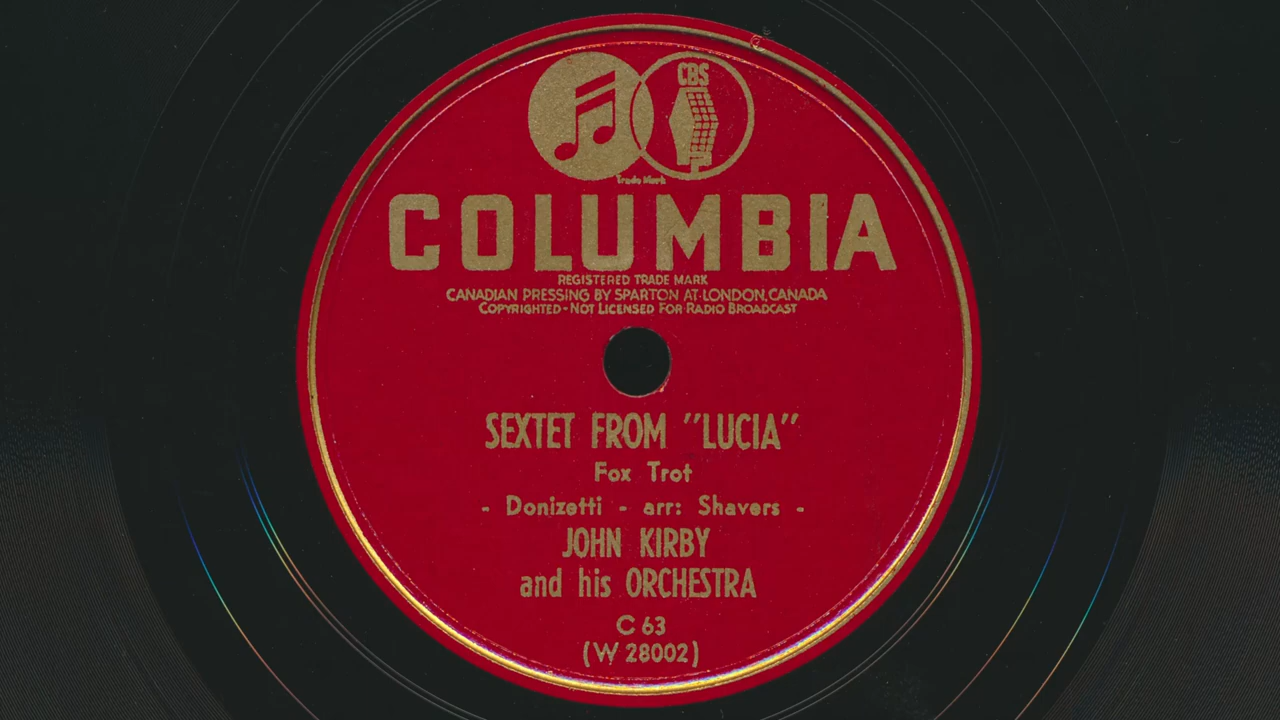 CBS
Trade Mark
COLUMBIA
REGISTERED TRADE MARK
CANADIAN PRESSING BY SPARTON AT LONDON, CANADA
COPYRIGHTED - NOT LICENSED FOR RADIO BROADCAST
SEXTET FROM "LUCIA"
Fox Trot
- Donizetti - arr: Shavers -
JOHN KIRBY
and his ORCHESTRA
C 63
(W 28002)